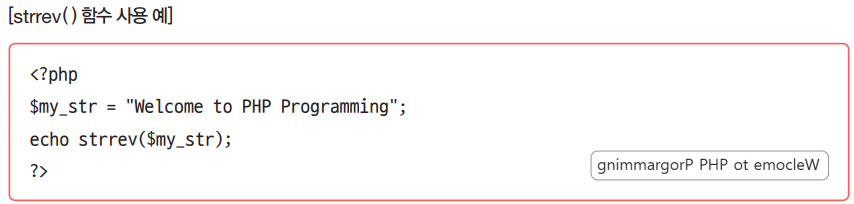 [strrev( ) 함수 사용 예]
<?php
$my_str = "Welcome to PHP Programming";
echo strrev($my_str);
?>
gnimmargorP PHP ot emocleW